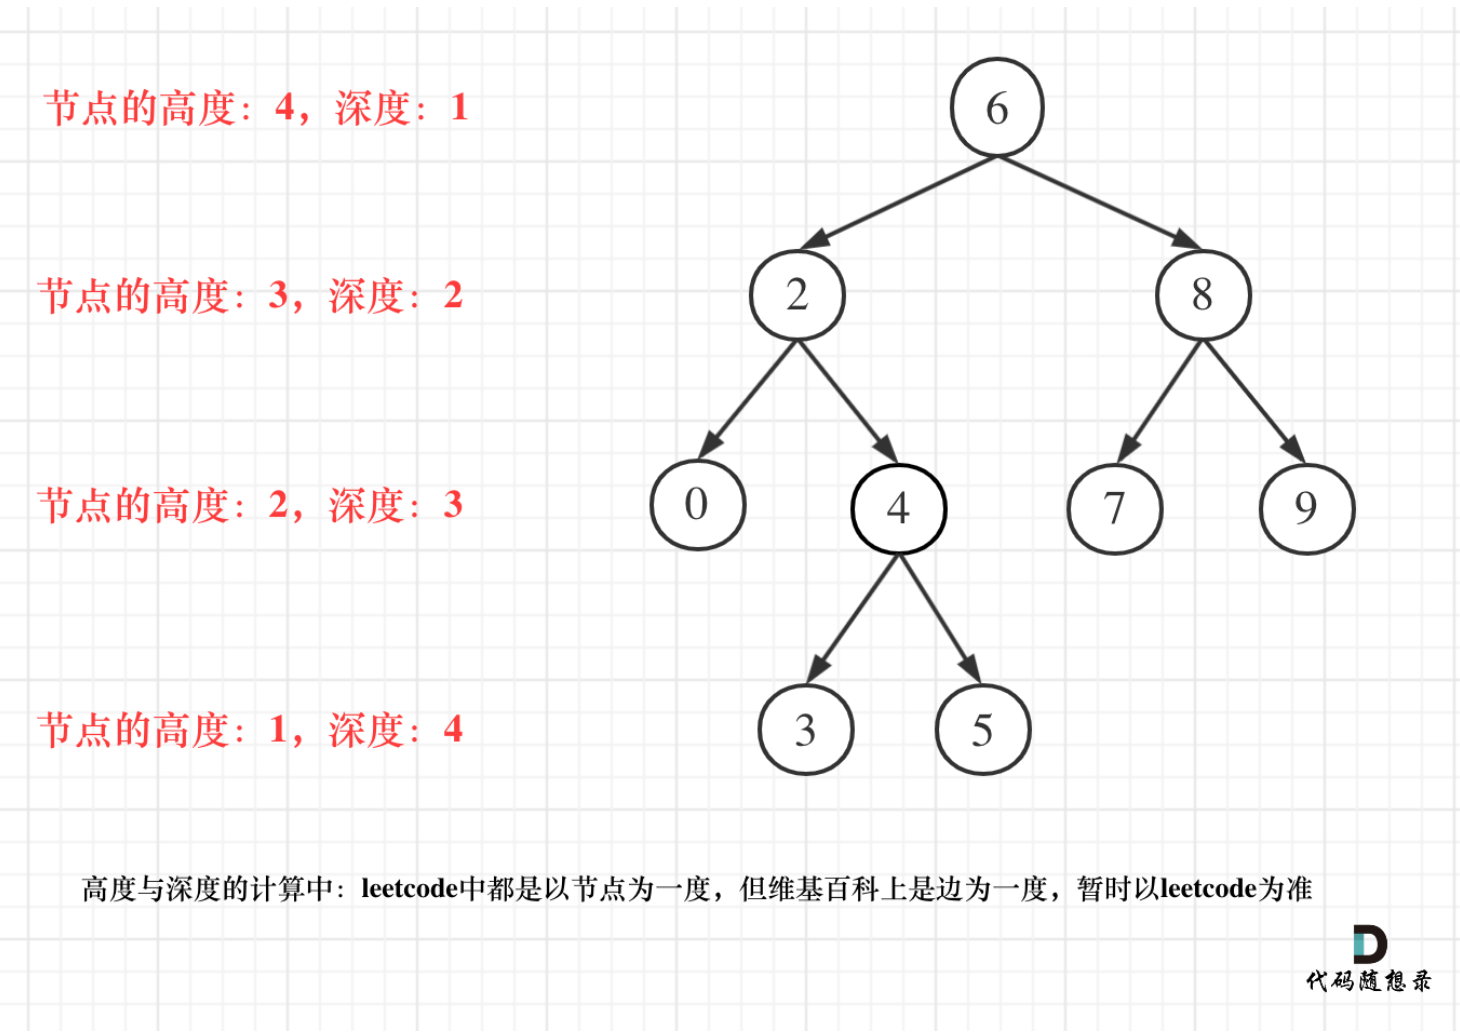 节点的高度：4，深度：1
6
节点的高度：3，深度：2
2
8
节点的高度：2，深度：3
0
4
7
9
节点的高度：1，深度：4
3
5
高度与深度的计算中：leetcode中都是以节点为一度，但维基百科上是边为一度，暂时以leetcode为准
代码随想录